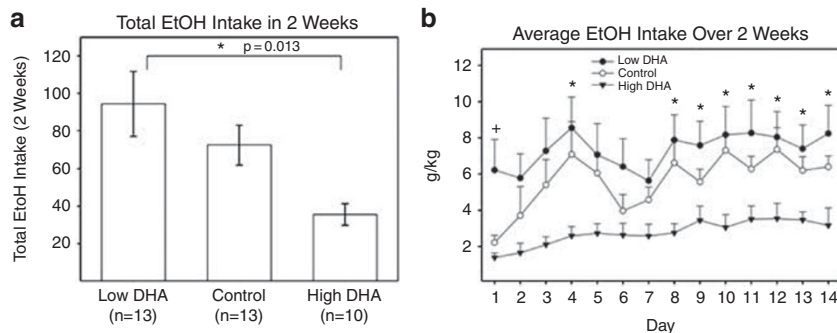 a
Total EtOH Intake in 2 Weeks
* p = 0.013
Total EtOH Intake (2 Weeks)
120
100
80
60
40
20
Low DHA Control High DHA
(n=13) (n=13) (n=10)
b
Average EtOH Intake Over 2 Weeks
Low DHA
Control
High DHA
g/kg
12
10
8
6
4
2
+ * * * * * * * *
1 2 3 4 5 6 7 8 9 10 11 12 13 14
Day